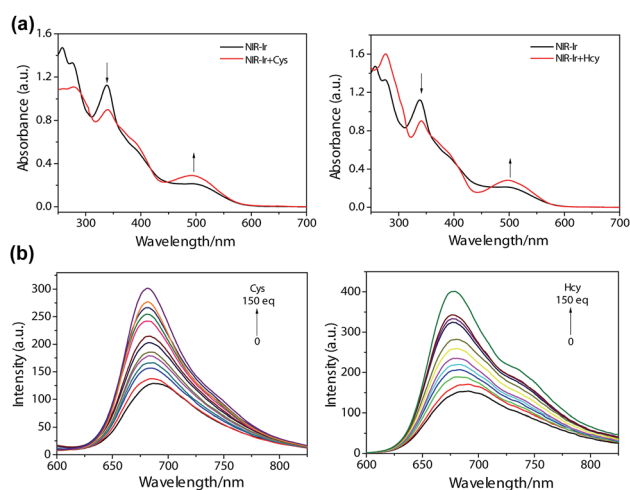 (a)
1.6
1.2
0.8
0.4
0.0
Absorbance (a.u.)
NIR-Ir
NIR-Ir+Cys
300 400 500 600 700
Wavelength/nm
1.6
1.2
0.8
0.4
0.0
Absorbance (a.u.)
NIR-Ir
NIR-Ir+Hcy
300 400 500 600 700
Wavelength/nm
(b)
300
250
200
150
100
50
0
Intensity (a.u.)
Cys
150 eq
0
600 650 700 750 800
Wavelength/nm
400
300
200
100
0
Intensity (a.u.)
Hcy
150 eq
0
600 650 700 750 800
Wavelength/nm